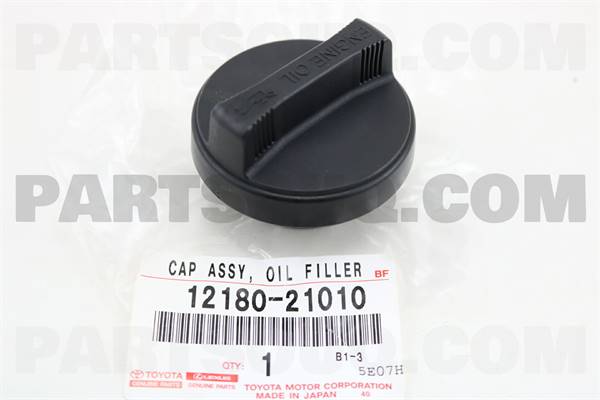 PARTSOUQ.COM
ENGINE OIL
PARTSOUQ.COM
CAP ASSY, OIL FILLER BF
12180-21010
PARTSOUQ.COM
QTY: 1 B1-3
5E07H
TOYOTA LEXUS
GENUINE PARTS GENUINE PARTS
TOYOTA MOTOR CORPORATION
MADE IN JAPAN 40